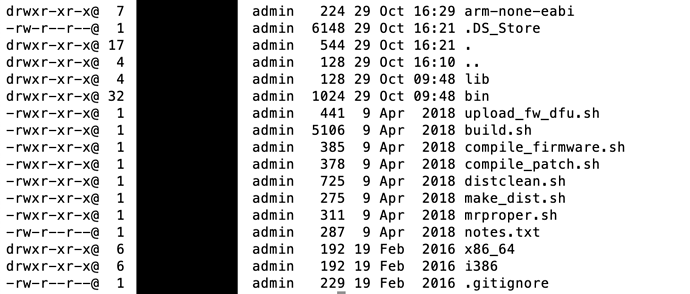 drwxr-xr-x@  7 admin   224 29 Oct 16:29 arm-none-eabi
-rw-r--r--@  1 admin  6148 29 Oct 16:21 .DS_Store
drwxr-xr-x@ 17 admin   544 29 Oct 16:21 .
drwxr-xr-x@  4 admin   128 29 Oct 16:10 ..
drwxr-xr-x@  4 admin   128 29 Oct 09:48 lib
drwxr-xr-x@ 32 admin  1024 29 Oct 09:48 bin
-rwxr-xr-x@  1 admin   441  9 Apr  2018 upload_fw_dfu.sh
-rwxr-xr-x@  1 admin  5106  9 Apr  2018 build.sh
-rwxr-xr-x@  1 admin   385  9 Apr  2018 compile_firmware.sh
-rwxr-xr-x@  1 admin   378  9 Apr  2018 compile_patch.sh
-rwxr-xr-x@  1 admin   725  9 Apr  2018 distclean.sh
-rwxr-xr-x@  1 admin   275  9 Apr  2018 make_dist.sh
-rwxr-xr-x@  1 admin   311  9 Apr  2018 mrproper.sh
-rw-r--r--@  1 admin   287  9 Apr  2018 notes.txt
drwxr-xr-x@  6 admin   192 19 Feb  2016 x86_64
drwxr-xr-x@  6 admin   192 19 Feb  2016 i386
-rw-r--r--@  1 admin   229 19 Feb  2016 .gitignore